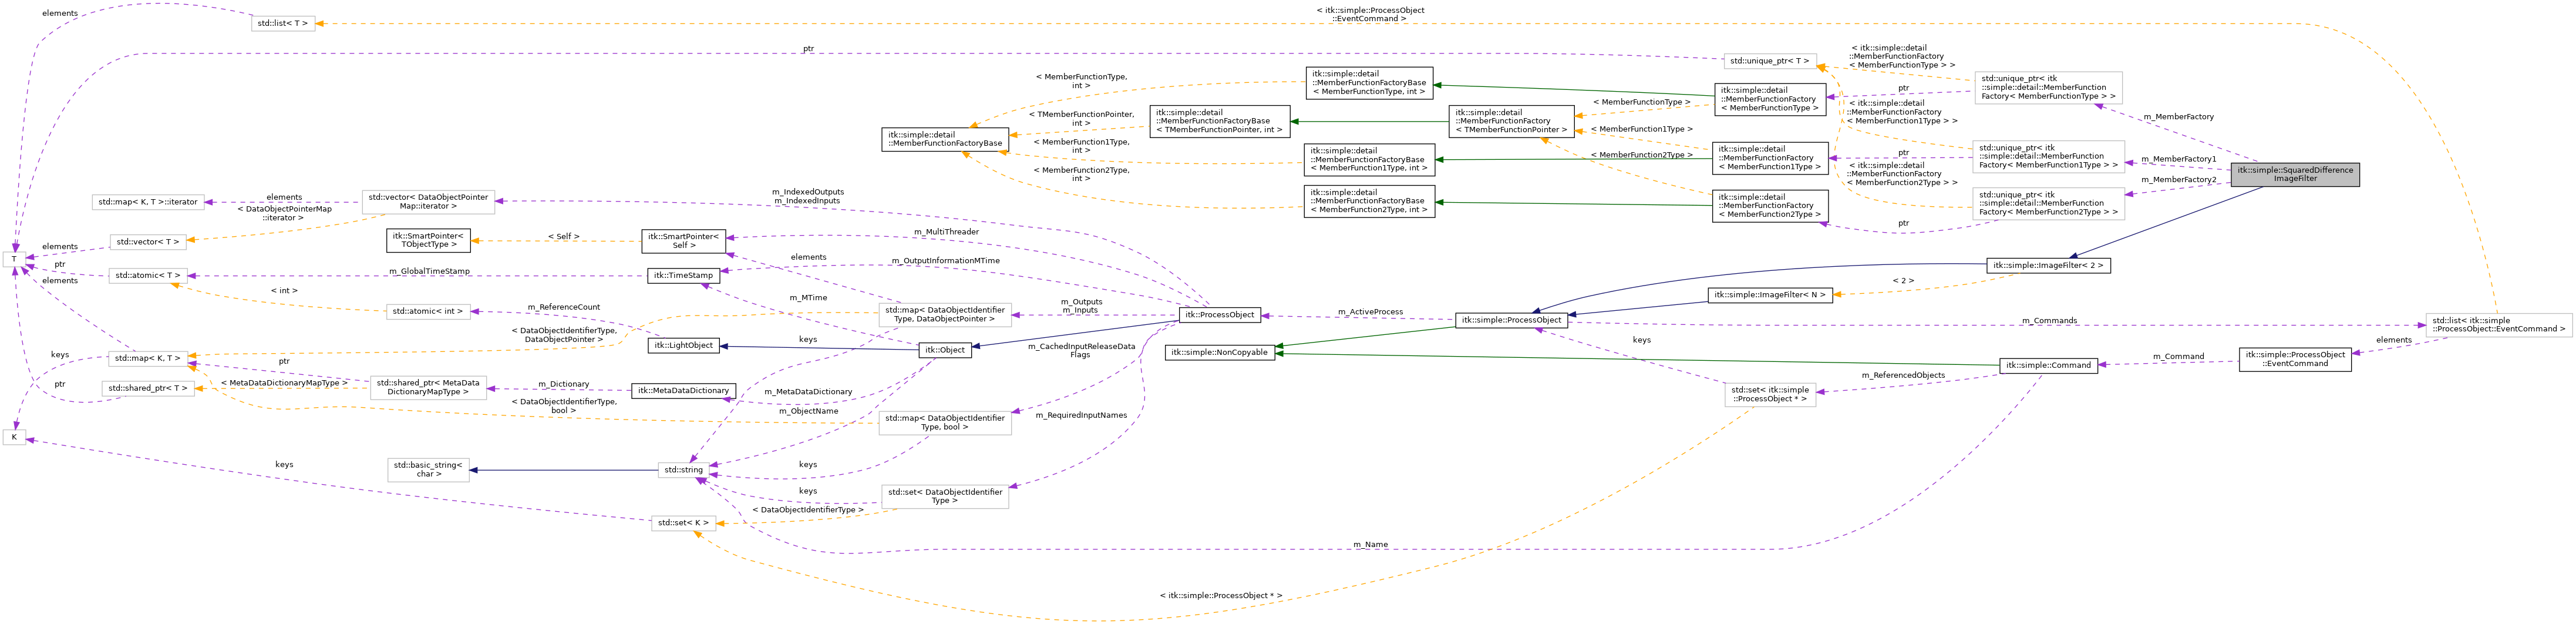 elements
std::list< T >
< itk::simple::ProcessObject
::EventCommand >
ptr
std::unique_ptr< T >
< itk::simple::detail
::MemberFunctionFactory
< MemberFunctionType > >
std::unique_ptr< itk
::simple::detail::MemberFunction
Factory< MemberFunctionType > >
ptr
< itk::simple::detail
::MemberFunctionFactory
< MemberFunction1Type > >
std::unique_ptr< itk
::simple::detail::MemberFunction
Factory< MemberFunction1Type > >
ptr
< itk::simple::detail
::MemberFunctionFactory
< MemberFunction2Type > >
std::unique_ptr< itk
::simple::detail::MemberFunction
Factory< MemberFunction2Type > >
ptr
m_MemberFactory
m_MemberFactory1
m_MemberFactory2
itk::simple::SquaredDifference
ImageFilter
< MemberFunctionType,
int >
itk::simple::detail
::MemberFunctionFactoryBase
< MemberFunctionType, int >
itk::simple::detail
::MemberFunctionFactory
< MemberFunctionType >
< TMemberFunctionPointer,
int >
itk::simple::detail
::MemberFunctionFactoryBase
< TMemberFunctionPointer, int >
itk::simple::detail
::MemberFunctionFactory
< TMemberFunctionPointer >
< MemberFunctionType >
< MemberFunction1Type >
< MemberFunction2Type >
itk::simple::detail
::MemberFunctionFactoryBase
< MemberFunction1Type,
int >
itk::simple::detail
::MemberFunctionFactoryBase
< MemberFunction1Type, int >
itk::simple::detail
::MemberFunctionFactory
< MemberFunction1Type >
< MemberFunction2Type,
int >
itk::simple::detail
::MemberFunctionFactoryBase
< MemberFunction2Type, int >
itk::simple::detail
::MemberFunctionFactory
< MemberFunction2Type >
std::map< K, T >::iterator
elements
std::vector< DataObjectPointer
Map::iterator >
m_IndexedOutputs
m_IndexedInputs
< DataObjectPointerMap
::iterator >
std::vector< T >
itk::SmartPointer<
TObjectType >
< Self >
itk::SmartPointer<
Self >
m_MultiThreader
elements
ptr
elements
T
std::atomic< T >
m_GlobalTimeStamp
itk::TimeStamp
elements
m_OutputInformationMTime
m_MTime
< int >
std::atomic< int >
m_ReferenceCount
itk::LightObject
std::map< DataObjectIdentifier
Type, DataObjectPointer >
m_Outputs
m_Inputs
itk::ProcessObject
m_ActiveProcess
itk::simple::ProcessObject
itk::simple::ImageFilter< 2 >
< 2 >
itk::simple::ImageFilter< N >
m_Commands
std::list< itk::simple
::ProcessObject::EventCommand >
elements
itk::simple::ProcessObject
::EventCommand
m_Command
itk::simple::Command
m_ReferencedObjects
keys
std::set< itk::simple
::ProcessObject * >
itk::simple::NonCopyable
< DataObjectIdentifierType,
DataObjectPointer >
keys
itk::Object
m_CachedInputReleaseData
Flags
keys
std::map< K, T >
ptr
ptr
std::shared_ptr< T >
< MetaDataDictionaryMapType >
std::shared_ptr< MetaData
DictionaryMapType >
m_Dictionary
itk::MetaDataDictionary
m_MetaDataDictionary
< DataObjectIdentifierType,
bool >
m_ObjectName
std::map< DataObjectIdentifier
Type, bool >
m_RequiredInputNames
K
keys
std::basic_string<
char >
std::string
keys
keys
std::set< DataObjectIdentifier
Type >
< DataObjectIdentifierType >
std::set< K >
m_Name
< itk::simple::ProcessObject * >